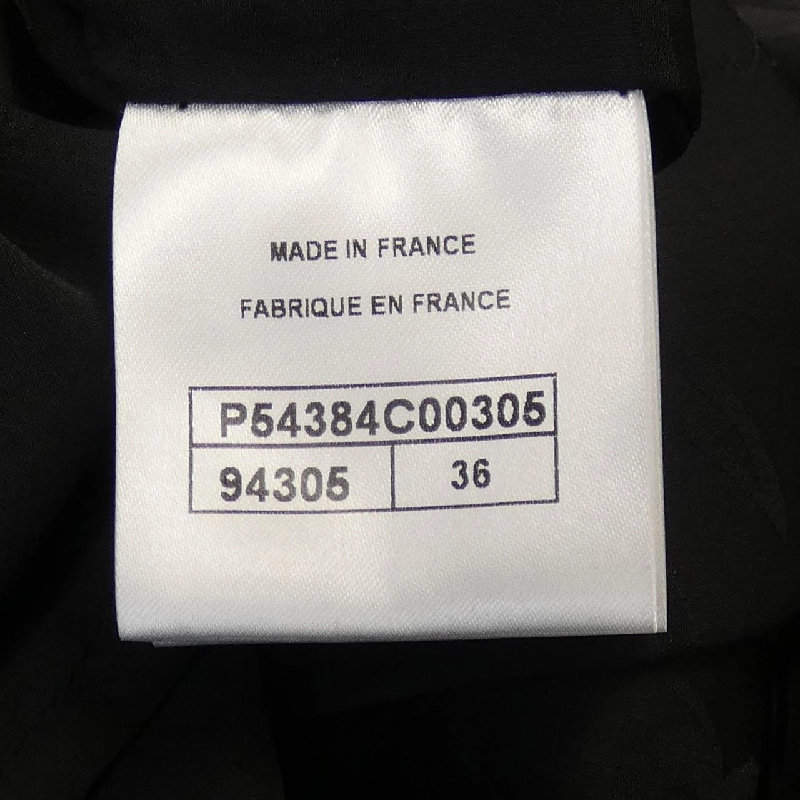 MADE IN FRANCE
FABRIQUE EN FRANCE
P54384C00305
94305 36